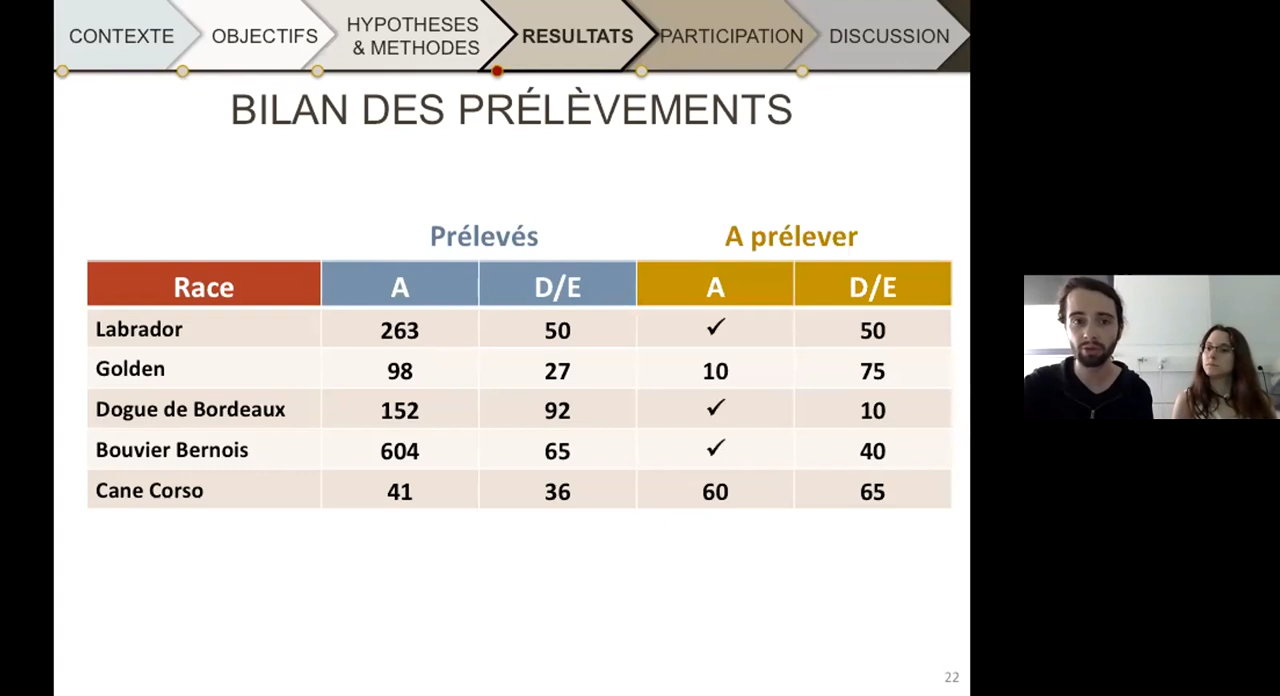 CONTEXTE
OBJECTIFS
HYPOTHESES
& METHODES
RESULTATS
PARTICIPATION
DISCUSSION
BILAN DES PRÉLÈVEMENTS
Prélevés A prélever
Race A D/E A D/E
Labrador 263 50 ✓ 50
Golden 98 27 10 75
Dogue de Bordeaux 152 92 ✓ 10
Bouvier Bernois 604 65 ✓ 40
Cane Corso 41 36 60 65
22